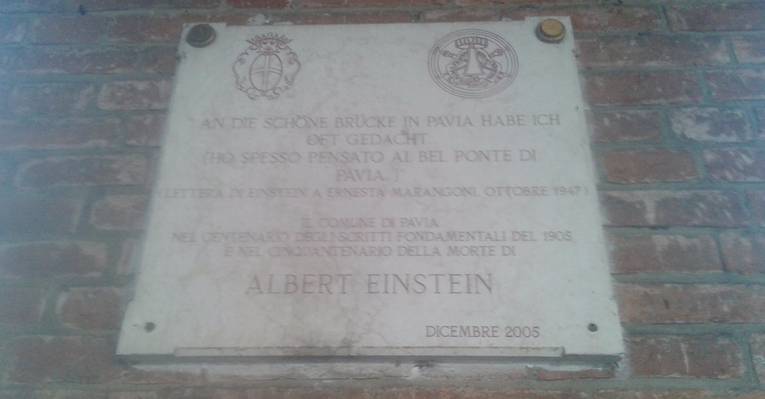 AN DIE SCHÖNE BRÜCKE IN PAVIA HABE ICH
OFT GEDACHT
(HO SPESSO PENSATO AL BEL PONTE DI
PAVIA.)
(LETTERA DI EINSTEIN A ERNESTA MARANGONI, OTTOBRE 1947)
IL COMUNE DI PAVIA
NEL CENTENARIO DEGLI SCRITTI FONDAMENTALI DEL 1905
E NEL CINQUANTENARIO DELLA MORTE DI
ALBERT EINSTEIN
DICEMBRE 2005